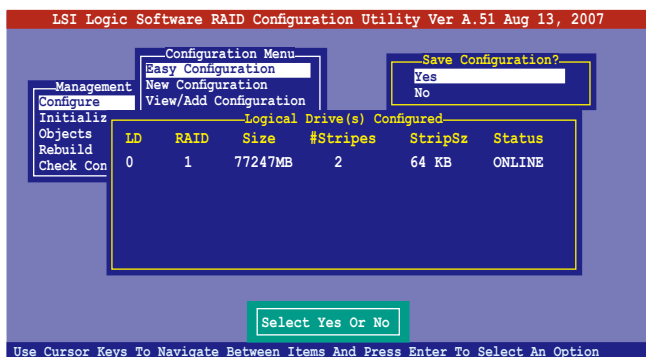 LSI Logic Software RAID Configuration Utility Ver A.51 Aug 13, 2007
Configuration Menu
Easy Configuration
New Configuration
View/Add Configuration
Save Configuration?
Yes
No
Management
Configure
Initializ
Objects
Rebuild
Check Con
Logical Drive(s) Configured
LD RAID Size #Stripes StripSz Status
0 1 77247MB 2 64 KB ONLINE
Select Yes Or No
Use Cursor Keys To Navigate Between Items And Press Enter To Select An Option